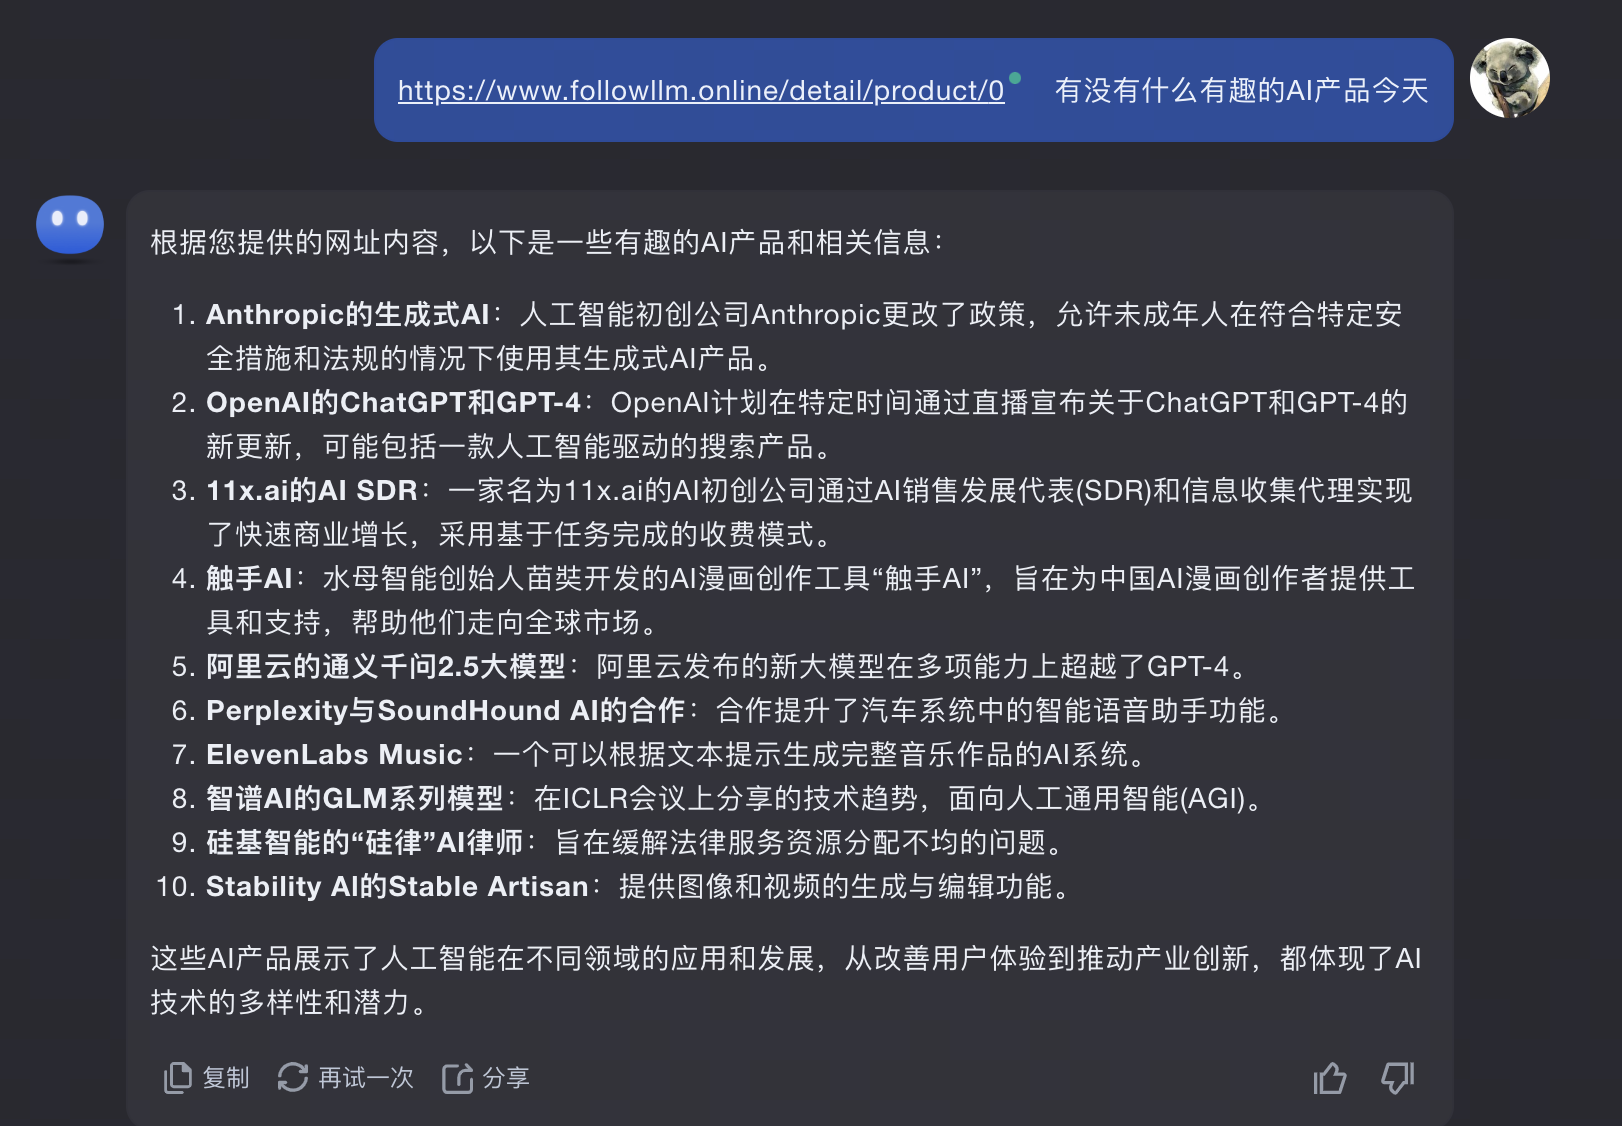 https://www.followllm.online/detail/product/0 有没有什么有趣的AI产品今天
根据您提供的网址内容，以下是一些有趣的AI产品和相关信息：
1. Anthropic的生成式AI：人工智能初创公司Anthropic更改了政策，允许未成年人在符合特定安
全措施和法规的情况下使用其生成式AI产品。
2. OpenAI的ChatGPT和GPT-4：OpenAI计划在特定时间通过直播宣布关于ChatGPT和GPT-4的
新更新，可能包括一款人工智能驱动的搜索产品。
3. 11x.ai的AI SDR：一家名为11x.ai的AI初创公司通过AI销售发展代表(SDR)和信息收集代理实现
了快速商业增长，采用基于任务完成的收费模式。
4. 触手AI：水母智能创始人苗奘开发的AI漫画创作工具“触手AI”，旨在为中国AI漫画创作者提供工
具和支持，帮助他们走向全球市场。
5. 阿里云的通义千问2.5大模型：阿里云发布的新大模型在多项能力上超越了GPT-4。
6. Perplexity与SoundHound AI的合作：合作提升了汽车系统中的智能语音助手功能。
7. ElevenLabs Music：一个可以根据文本提示生成完整音乐作品的AI系统。
8. 智谱AI的GLM系列模型：在ICLR会议上分享的技术趋势，面向人工通用智能(AGI)。
9. 硅基智能的“硅律”AI律师：旨在缓解法律服务资源分配不均的问题。
10. Stability AI的Stable Artisan：提供图像和视频的生成与编辑功能。
这些AI产品展示了人工智能在不同领域的应用和发展，从改善用户体验到推动产业创新，都体现了AI
技术的多样性和潜力。
复制 再试一次 分享